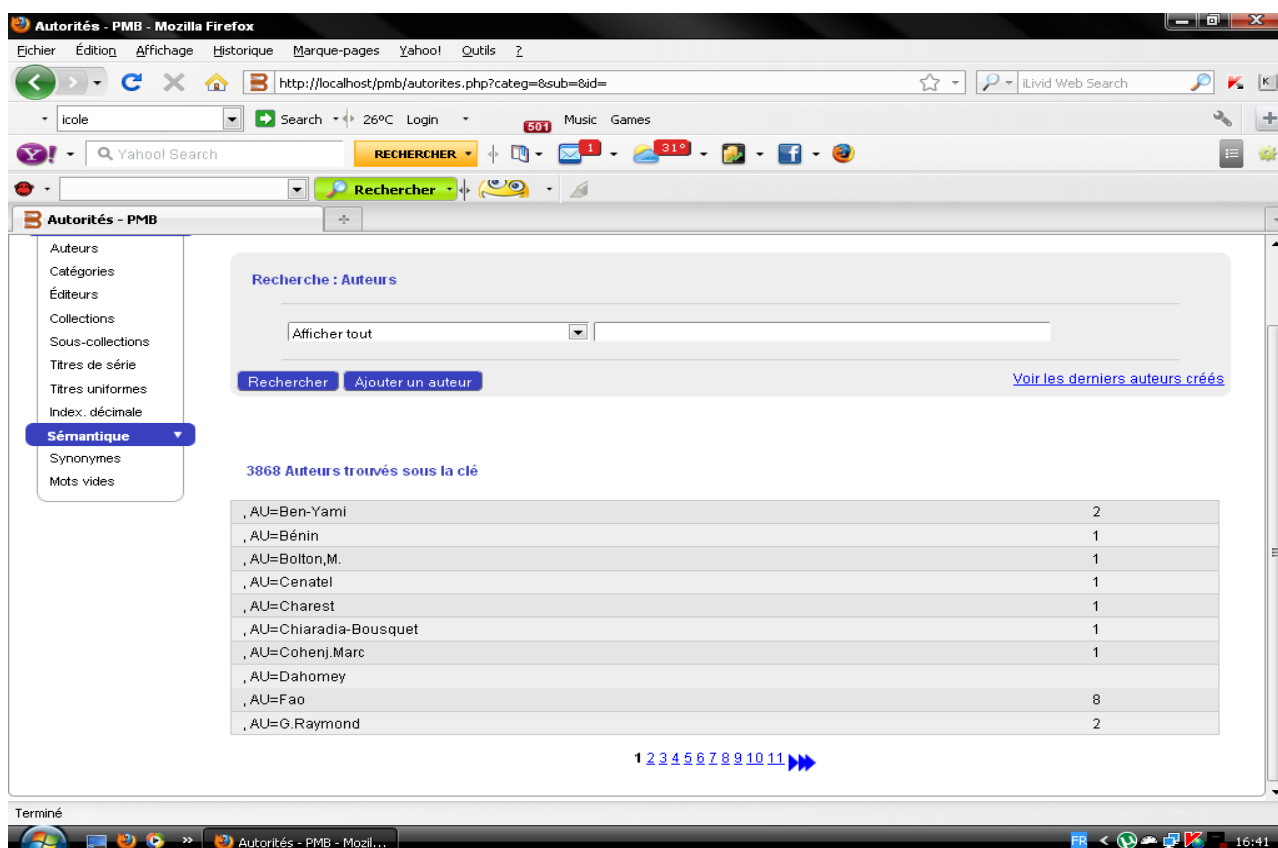 Autorités - PMB - Mozilla Firefox
Fichier Édition Affichage Historique Marque-pages Yahoo! Outils ?
http://localhost/pmb/autorites.php?categ=&sub=&id= iLivid Web Search K
icole Search 26ºC Login 501 Music Games
Y! Yahoo! Search RECHERCHER 1 31°
Rechercher
Autorités - PMB
Auteurs
Catégories
Éditeurs
Collections
Sous-collections
Titres de série
Titres uniformes
Index. décimale
Sémantique
Synonymes
Mots vides
Recherche : Auteurs
Afficher tout
Rechercher Ajouter un auteur Voir les derniers auteurs créés
3868 Auteurs trouvés sous la clé
, AU=Ben-Yami 2
, AU=Bénin 1
, AU=Bolton,M. 1
, AU=Cenatel 1
, AU=Charest 1
, AU=Chiaradia-Bousquet 1
, AU=Cohenj.Marc 1
, AU=Dahomey
, AU=Fao 8
, AU=G.Raymond 2
1 2 3 4 5 6 7 8 9 10 11
Terminé
Autorités - PMB - Mozil... FR 16:41